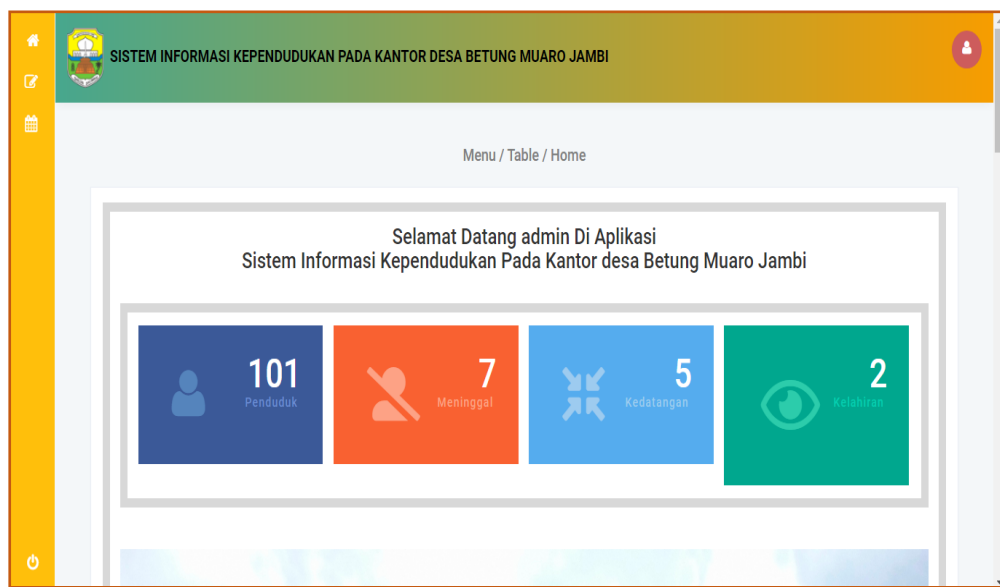 SISTEM INFORMASI KEPENDUDUKAN PADA KANTOR DESA BETUNG MUARO JAMBI
Menu / Table / Home
Selamat Datang admin Di Aplikasi
Sistem Informasi Kependudukan Pada Kantor desa Betung Muaro Jambi
101
Penduduk
7
Meninggal
5
Kedatangan
2
Kelahiran